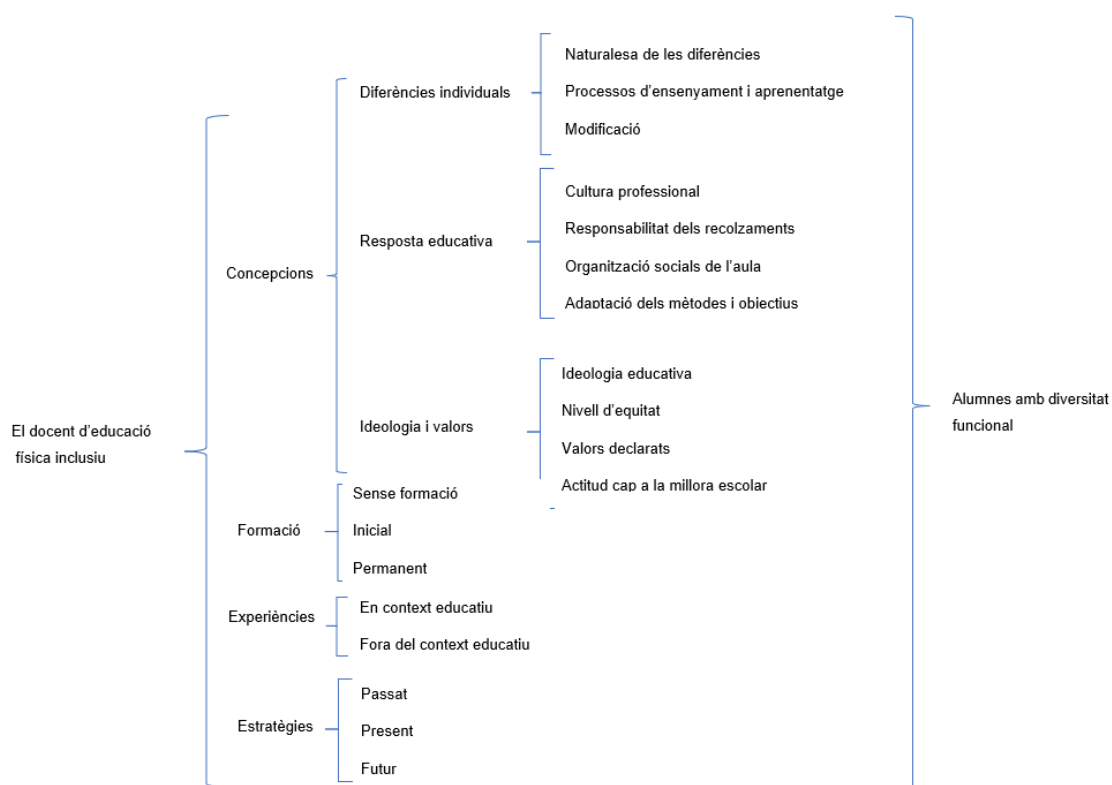 El docent d'educació
física inclusiu
Concepcions
Diferències individuals
Naturalesa de les diferències
Processos d'ensenyament i aprenentatge
Modificació
Resposta educativa
Cultura professional
Responsabilitat dels recolzaments
Organització socials de l'aula
Adaptació dels mètodes i objectius
Ideologia i valors
Ideologia educativa
Nivell d'equitat
Valors declarats
Actitud cap a la millora escolar
Formació
Sense formació
Inicial
Permanent
Experiències
En context educatiu
Fora del context educatiu
Estratègies
Passat
Present
Futur
Alumnes amb diversitat
funcional